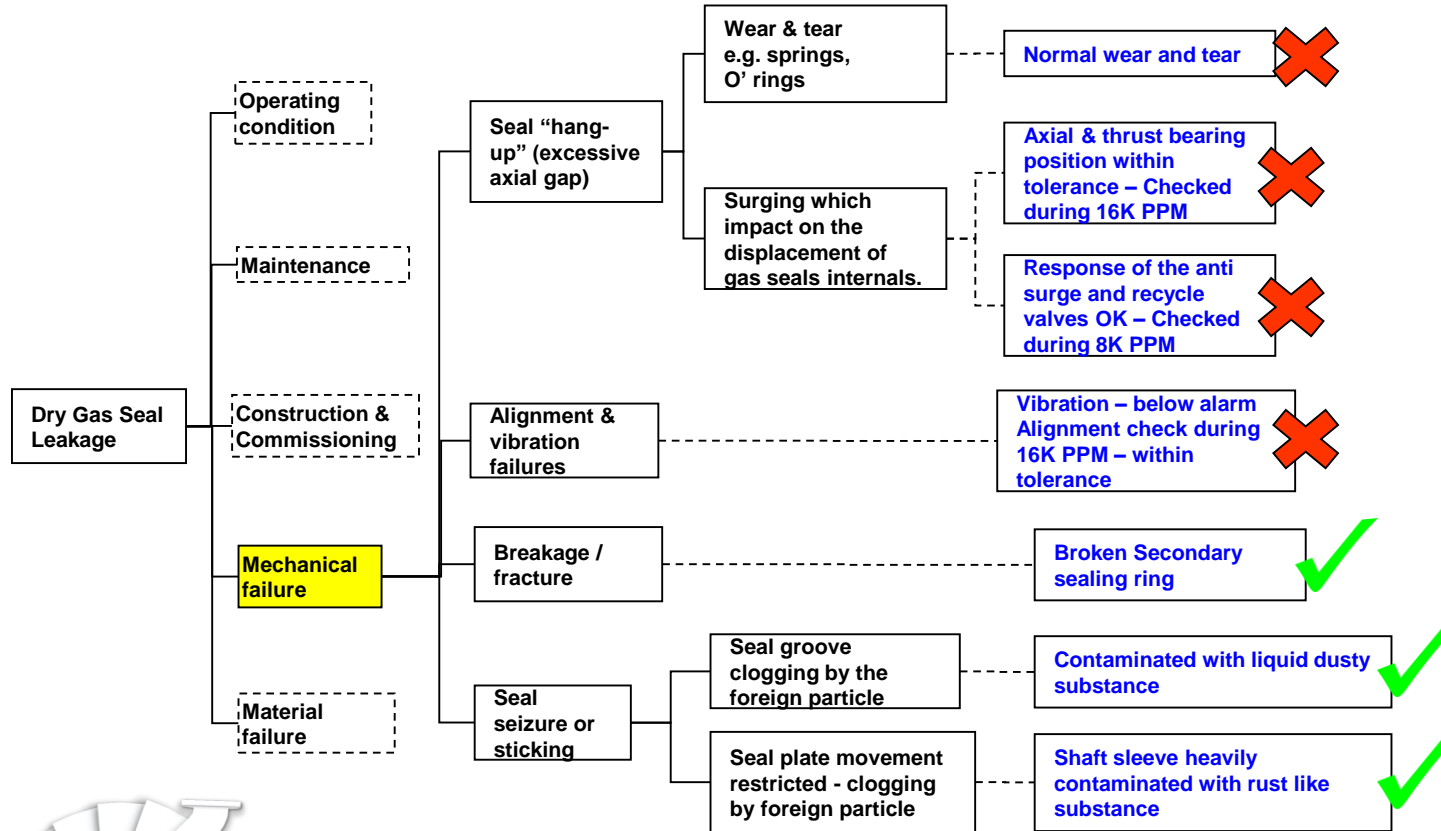 Dry Gas Seal
Leakage
Operating
condition
Maintenance
Construction &
Commissioning
Mechanical
failure
Material
failure
Seal “hang-
up” (excessive
axial gap)
Alignment &
vibration
failures
Breakage /
fracture
Seal
seizure or
sticking
Wear & tear
e.g. springs,
O’ rings
Surging which
impact on the
displacement of
gas seals internals.
Seal groove
clogging by the
foreign particle
Seal plate movement
restricted - clogging
by foreign particle
Normal wear and tear
Axial & thrust bearing
position within
tolerance – Checked
during 16K PPM
Response of the anti
surge and recycle
valves OK – Checked
during 8K PPM
Vibration – below alarm
Alignment check during
16K PPM – within
tolerance
Broken Secondary
sealing ring
Contaminated with liquid dusty
substance
Shaft sleeve heavily
contaminated with rust like
substance